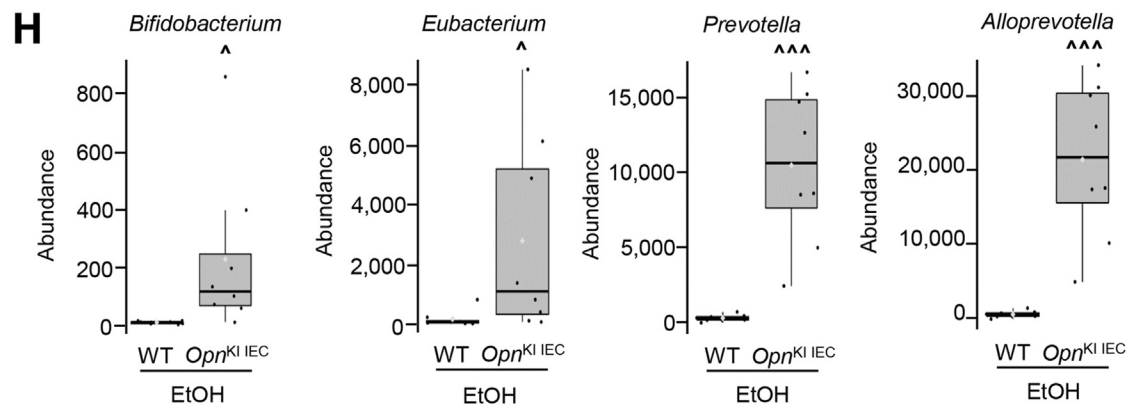 H
Bifidobacterium
^
Abundance
800
600
400
200
0
WT OpnKI IEC
EtOH
Eubacterium
^
Abundance
8,000
6,000
4,000
2,000
0
WT OpnKI IEC
EtOH
Prevotella
^^^
Abundance
15,000
10,000
5,000
0
WT OpnKI IEC
EtOH
Alloprevotella
^^^
Abundance
30,000
20,000
10,000
0
WT OpnKI IEC
EtOH